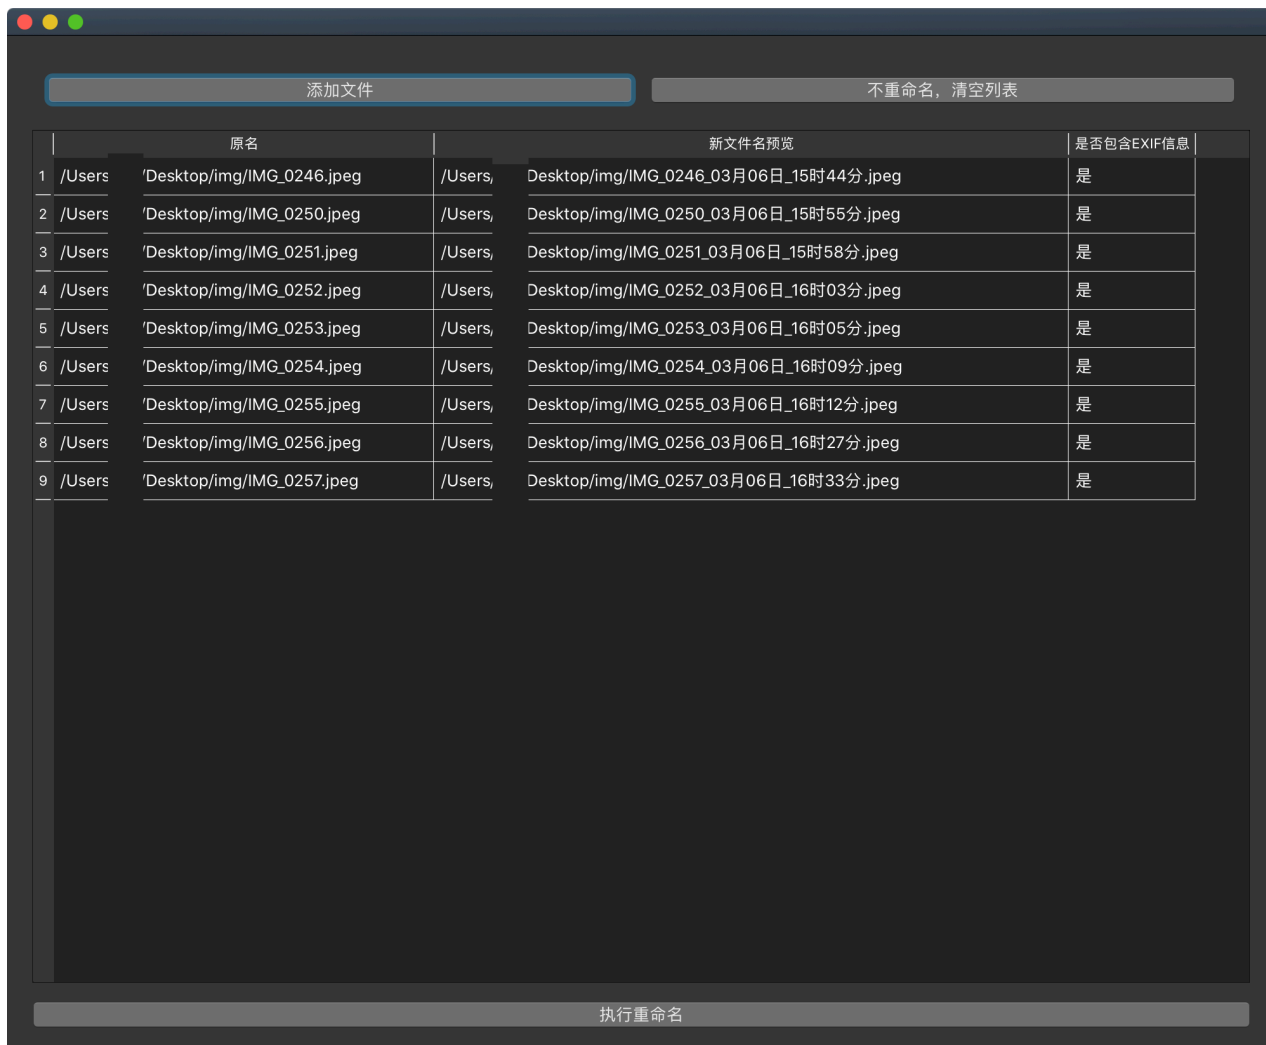 添加文件 不重命名，清空列表
原名 新文件名预览 是否包含EXIF信息
1 /Users /Desktop/img/IMG_0246.jpeg /Users/ Desktop/img/IMG_0246_03月06日_15时44分.jpeg 是
2 /Users /Desktop/img/IMG_0250.jpeg /Users/ Desktop/img/IMG_0250_03月06日_15时55分.jpeg 是
3 /Users /Desktop/img/IMG_0251.jpeg /Users/ Desktop/img/IMG_0251_03月06日_15时58分.jpeg 是
4 /Users /Desktop/img/IMG_0252.jpeg /Users/ Desktop/img/IMG_0252_03月06日_16时03分.jpeg 是
5 /Users /Desktop/img/IMG_0253.jpeg /Users/ Desktop/img/IMG_0253_03月06日_16时05分.jpeg 是
6 /Users /Desktop/img/IMG_0254.jpeg /Users/ Desktop/img/IMG_0254_03月06日_16时09分.jpeg 是
7 /Users /Desktop/img/IMG_0255.jpeg /Users/ Desktop/img/IMG_0255_03月06日_16时12分.jpeg 是
8 /Users /Desktop/img/IMG_0256.jpeg /Users/ Desktop/img/IMG_0256_03月06日_16时27分.jpeg 是
9 /Users /Desktop/img/IMG_0257.jpeg /Users/ Desktop/img/IMG_0257_03月06日_16时33分.jpeg 是
执行重命名